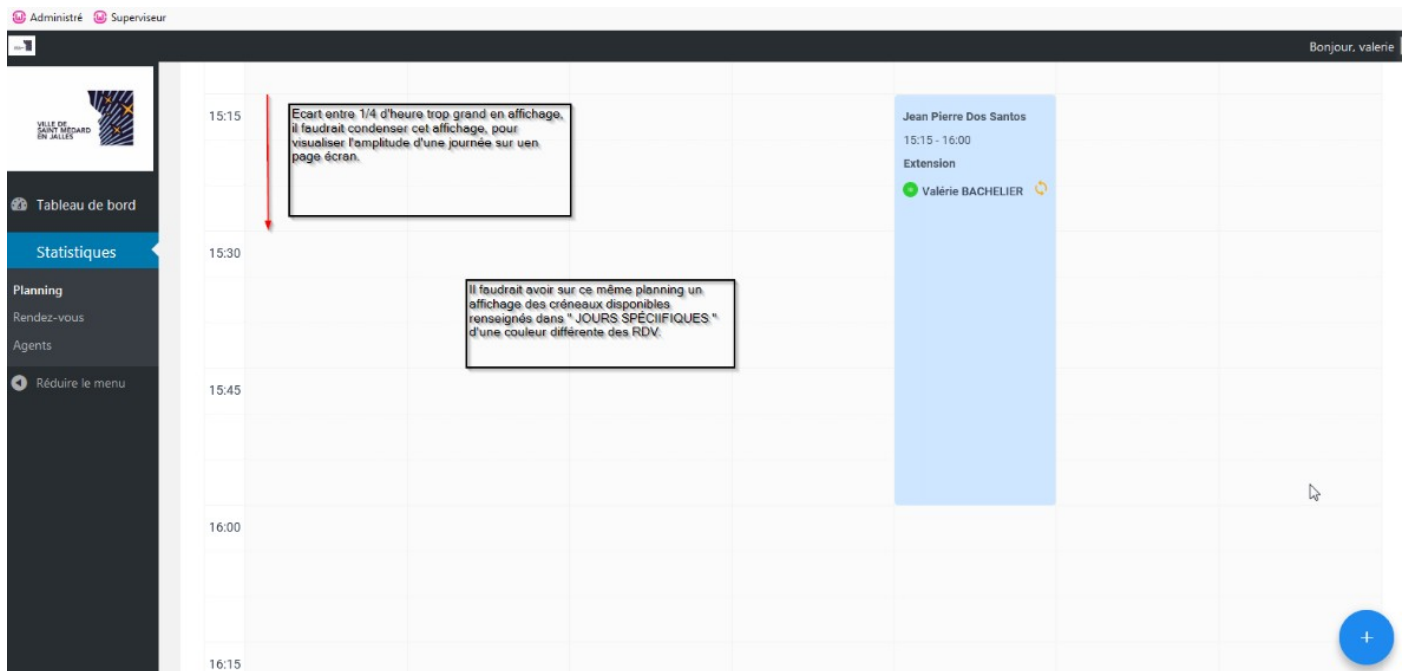 Administré Superviseur
Bonjour, valerie
VILLE DE
SAINT MÉDARD
EN JALLES
Tableau de bord
Statistiques
Planning
Rendez-vous
Agents
Réduire le menu
15:15
Ecart entre 1/4 d'heure trop grand en affichage,
il faudrait condenser cet affichage, pour
visualiser l'amplitude d'une journée sur uen
page écran.
Jean Pierre Dos Santos
15:15 - 16:00
Extension
Valérie BACHELIER
15:30
Il faudrait avoir sur ce même planning un
affichage des créneaux disponibles
renseignés dans " JOURS SPÉCIIFIQUES "
d'une couleur différente des RDV.
15:45
16:00
16:15